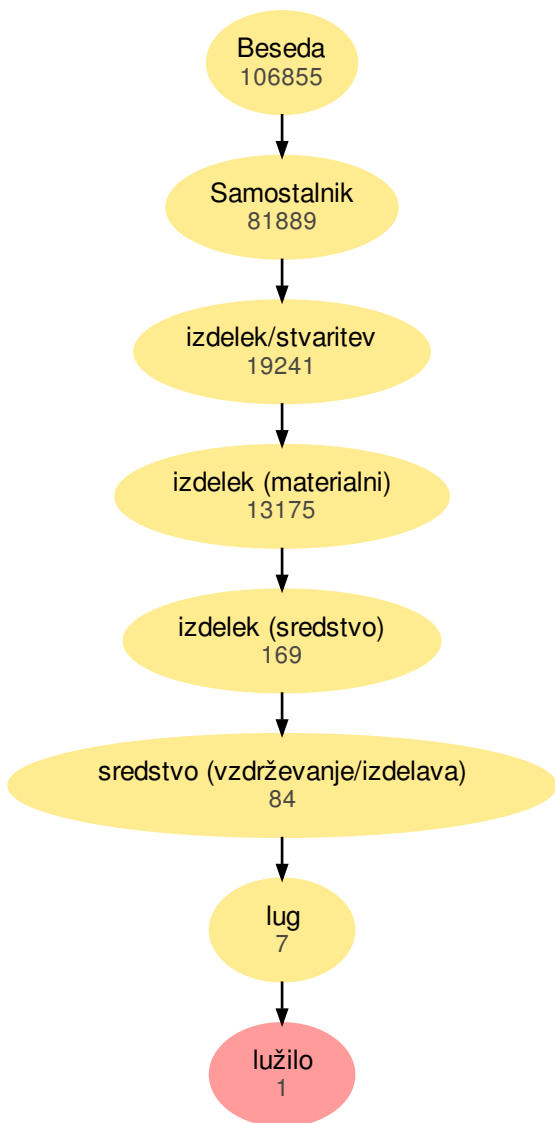 Beseda
106855
Samostalnik
81889
izdelek/stvaritev
19241
izdelek (materialni)
13175
izdelek (sredstvo)
169
sredstvo (vzdrževanje/izdelava)
84
lug
7
lužilo
1